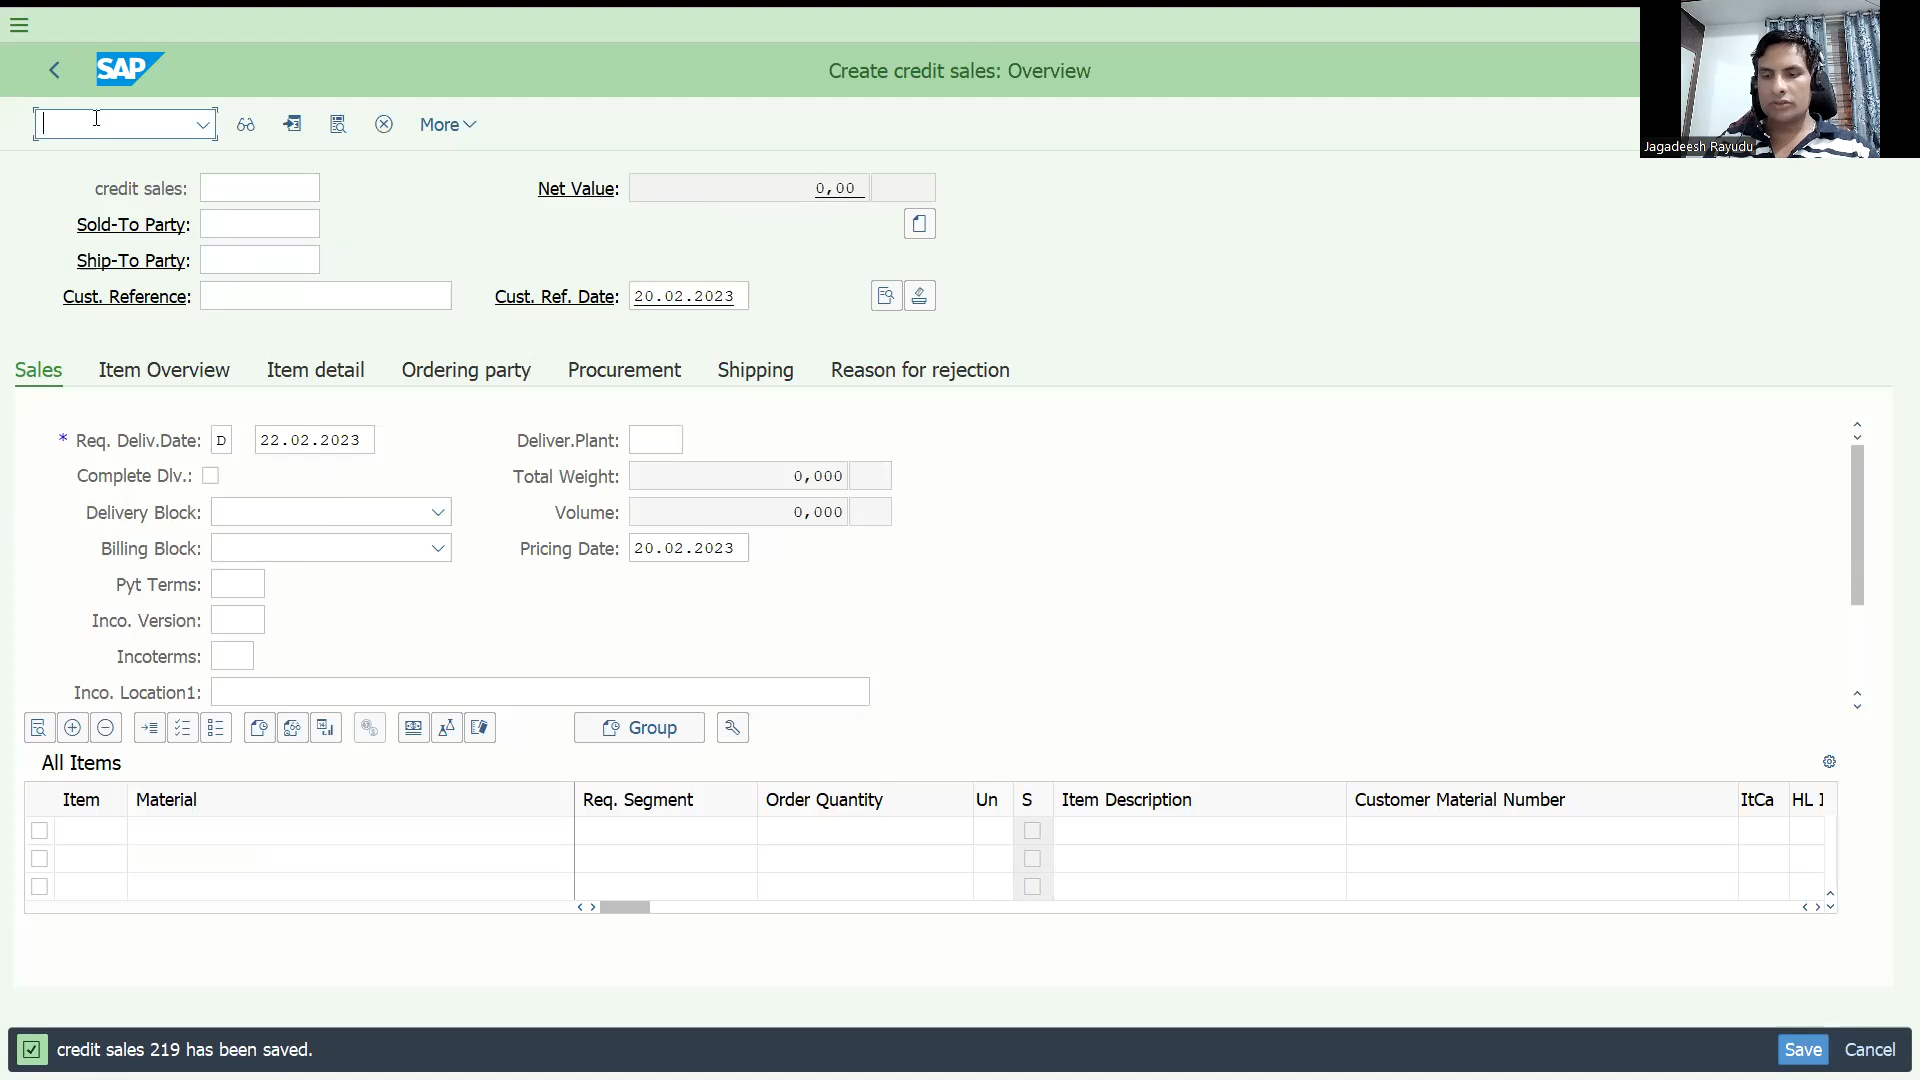 SAP
Create credit sales: Overview
More
Jagadeesh Rayudu
credit sales:
Net Value: 0,00
Sold-To Party:
Ship-To Party:
Cust. Reference:
Cust. Ref. Date: 20.02.2023
Sales Item Overview Item detail Ordering party Procurement Shipping Reason for rejection
* Req. Deliv.Date: D 22.02.2023 Deliver.Plant:
Complete Dlv.: Total Weight: 0,000
Delivery Block: Volume: 0,000
Billing Block: Pricing Date: 20.02.2023
Pyt Terms:
Inco. Version:
Incoterms:
Inco. Location1:
Group
All Items
Item Material Req. Segment Order Quantity Un S Item Description Customer Material Number ItCa HL I
credit sales 219 has been saved.
Save Cancel